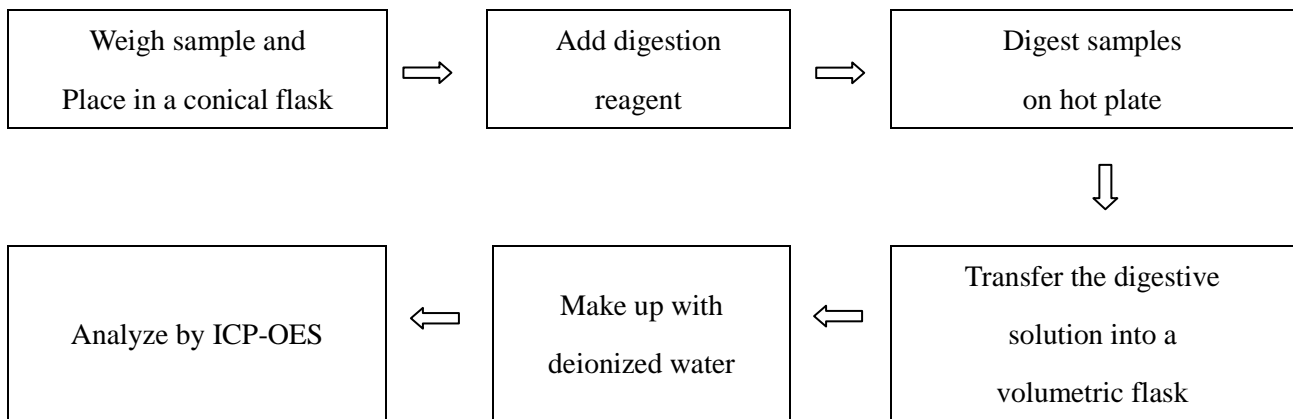 Weigh sample and
Place in a conical flask
Add digestion
reagent
Digest samples
on hot plate
Transfer the digestive
solution into a
volumetric flask
Make up with
deionized water
Analyze by ICP-OES